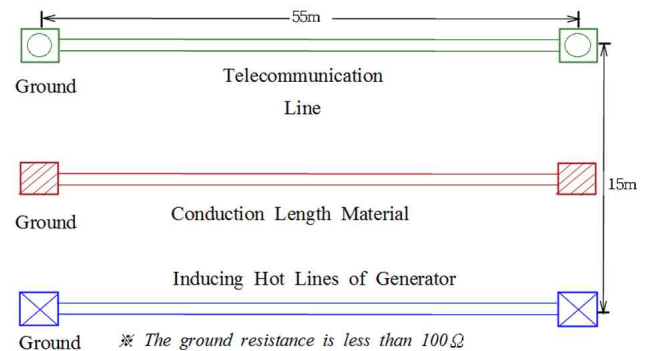 55m
Telecommunication
Line
Ground
15m
Conduction Length Material
Ground
Inducing Hot Lines of Generator
Ground
※ The ground resistance is less than 100Ω